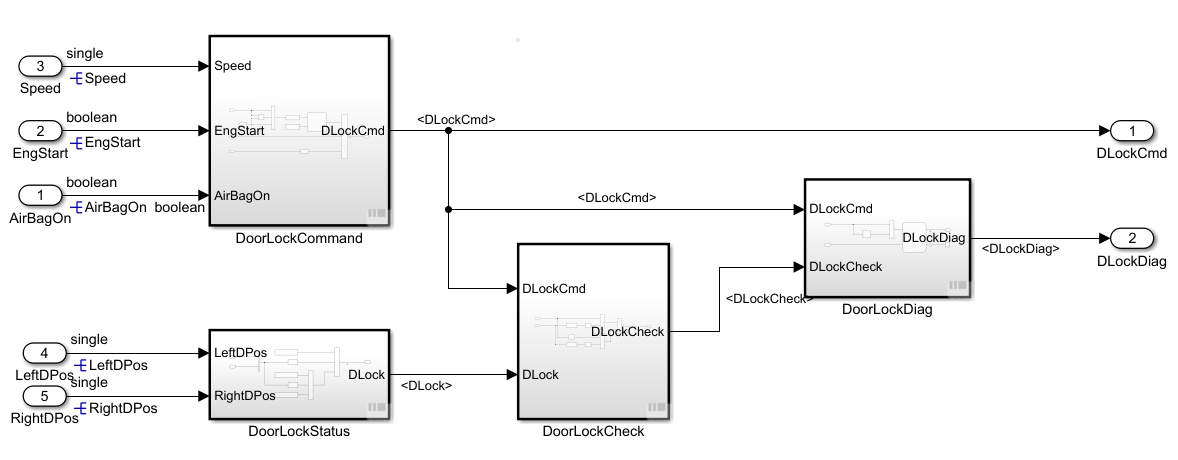 single
3
Speed
Speed
boolean
2
EngStart
EngStart
boolean
1
AirBagOn
AirBagOn boolean
Speed
EngStart
AirBagOn
DLockCmd
DoorLockCommand
<DLockCmd>
1
DLockCmd
<DLockCmd>
DLockCmd
DLockCheck
DLockDiag
DoorLockDiag
<DLockDiag>
2
DLockDiag
DLockCmd
DLock
DLockCheck
DoorLockCheck
<DLockCheck>
single
4
LeftDPos
LeftDPos
single
5
RightDPos
RightDPos
LeftDPos
RightDPos
DLock
DoorLockStatus
<DLock>